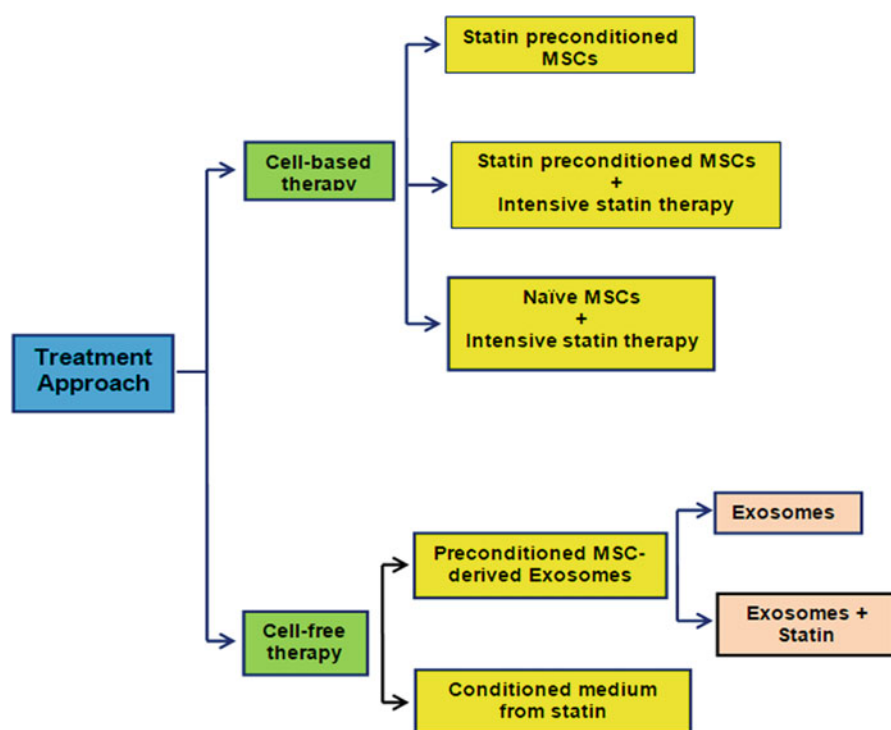 Statin preconditioned
MSCs
Cell-based
therapy
Statin preconditioned MSCs
+
Intensive statin therapy
Naïve MSCs
+
Intensive statin therapy
Treatment
Approach
Exosomes
Preconditioned MSC-
derived Exosomes
Exosomes +
Statin
Cell-free
therapy
Conditioned medium
from statin